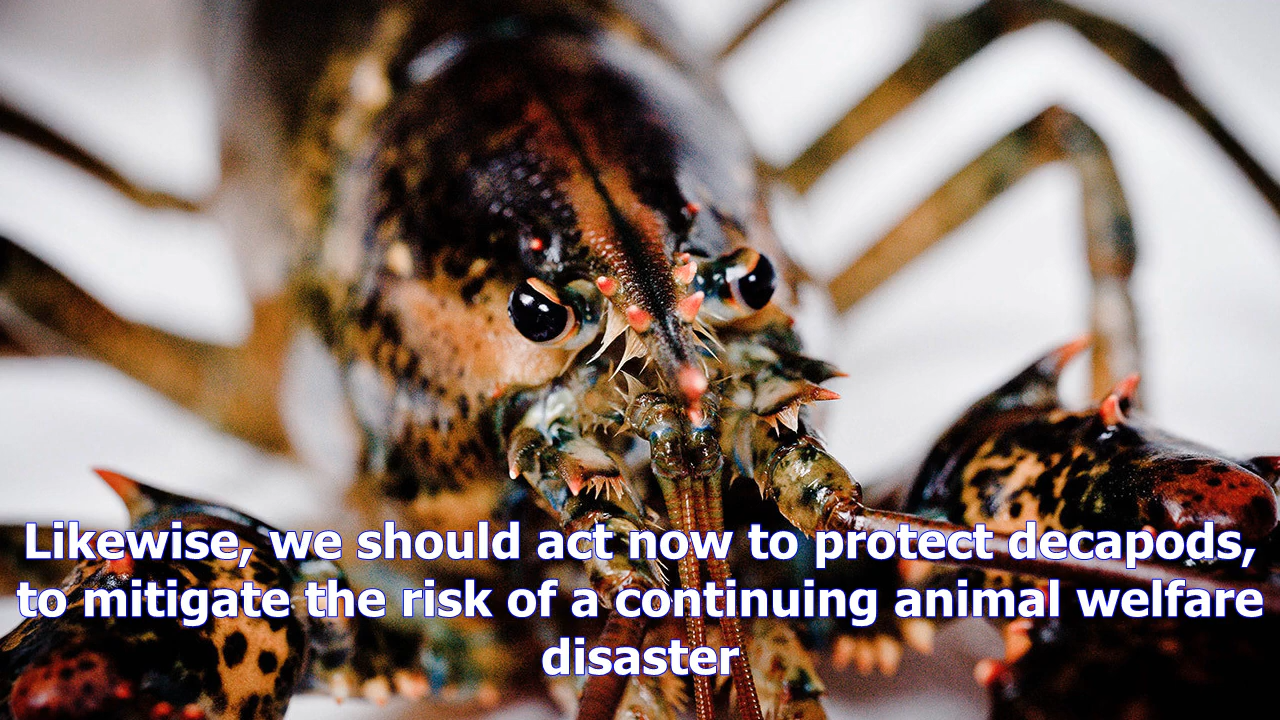 Likewise, we should act now to protect decapods,
to mitigate the risk of a continuing animal welfare
disaster